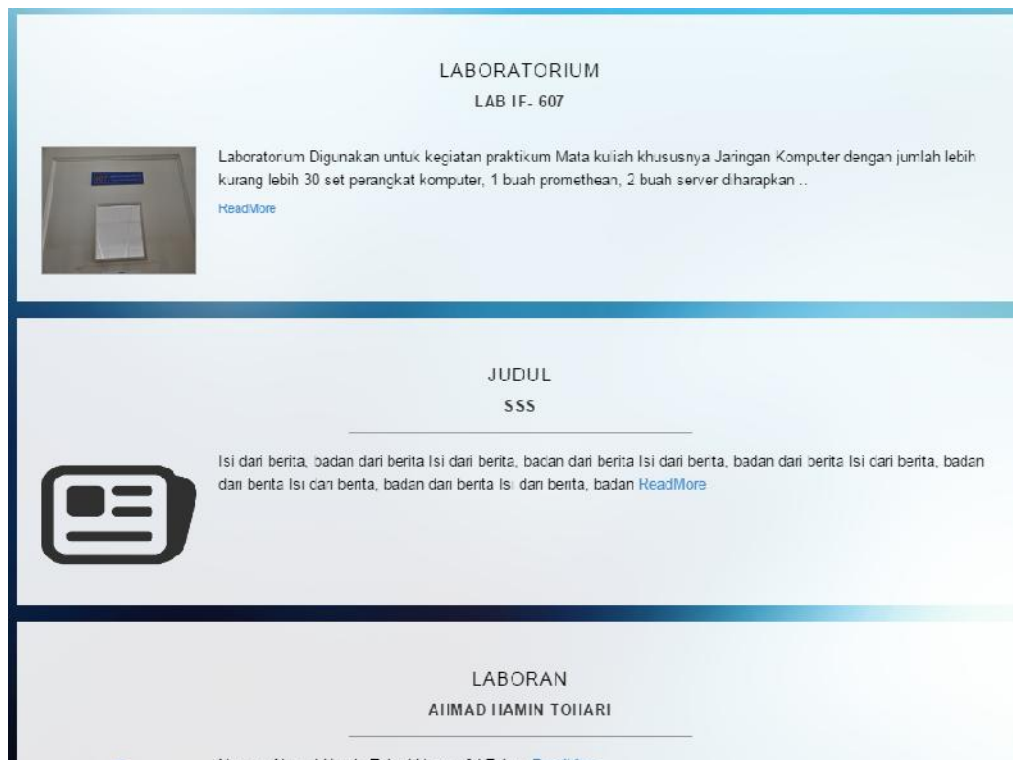 LABORATORIUM
LAB IF- 607
Laboratorium Digunakan untuk kegiatan praktikum Mata kuliah khususnya Jaringan Komputer dengan jumlah lebih
kurang lebih 30 set perangkat komputer, 1 buah promethean, 2 buah server diharapkan ..
ReadMore
JUDUL
SSS
Isi dari berita, badan dari berita Isi dari berita, badan dari berita Isi dari berita, badan dari berita Isi dari berita, badan
dari berita Isi dari berita, badan dari berita Isi dari berita, badan ReadMore
LABORAN
AHMAD HAMIN TOHARI